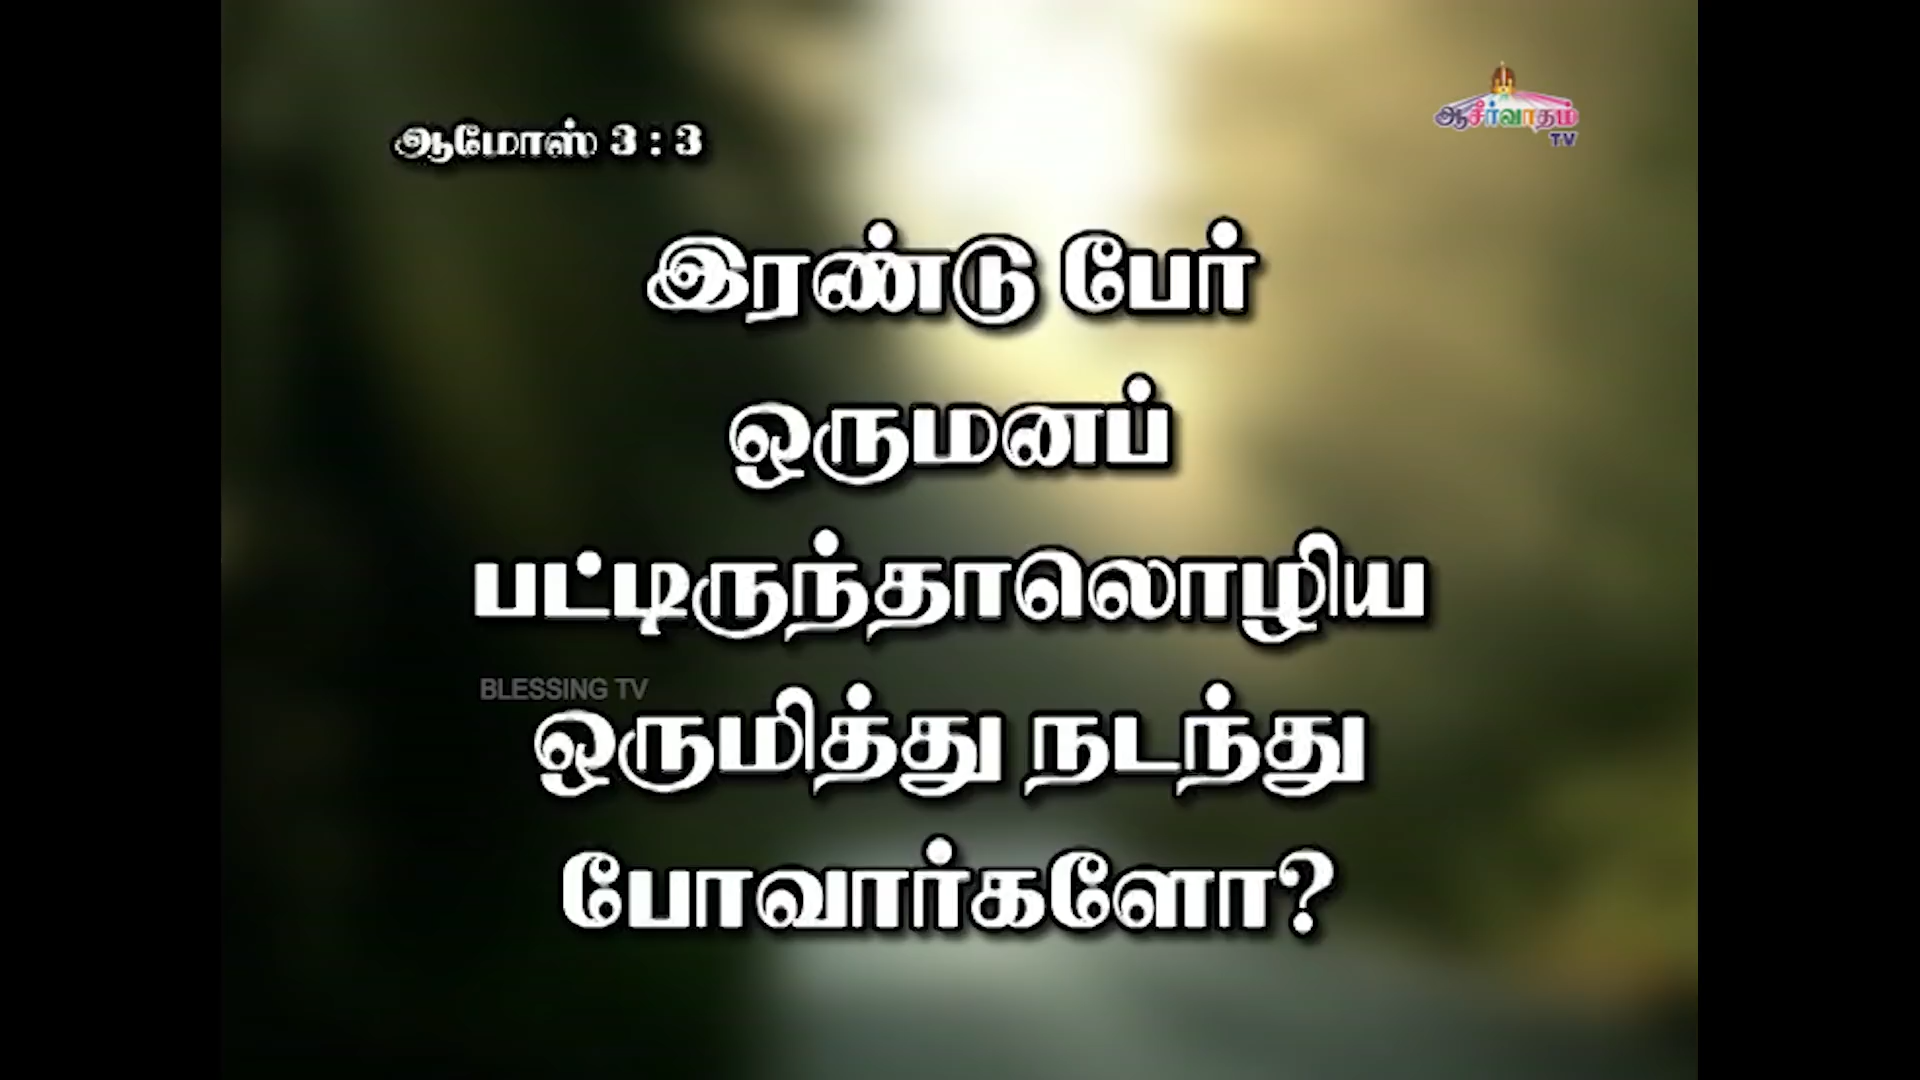 ஆசீர்வாதம்
TV
ஆமோஸ் 3 : 3
இரண்டு பேர்
ஒருமனப்
பட்டிருந்தாலொழிய
BLESSING TV
ஒருமித்து நடந்து
போவார்களோ?